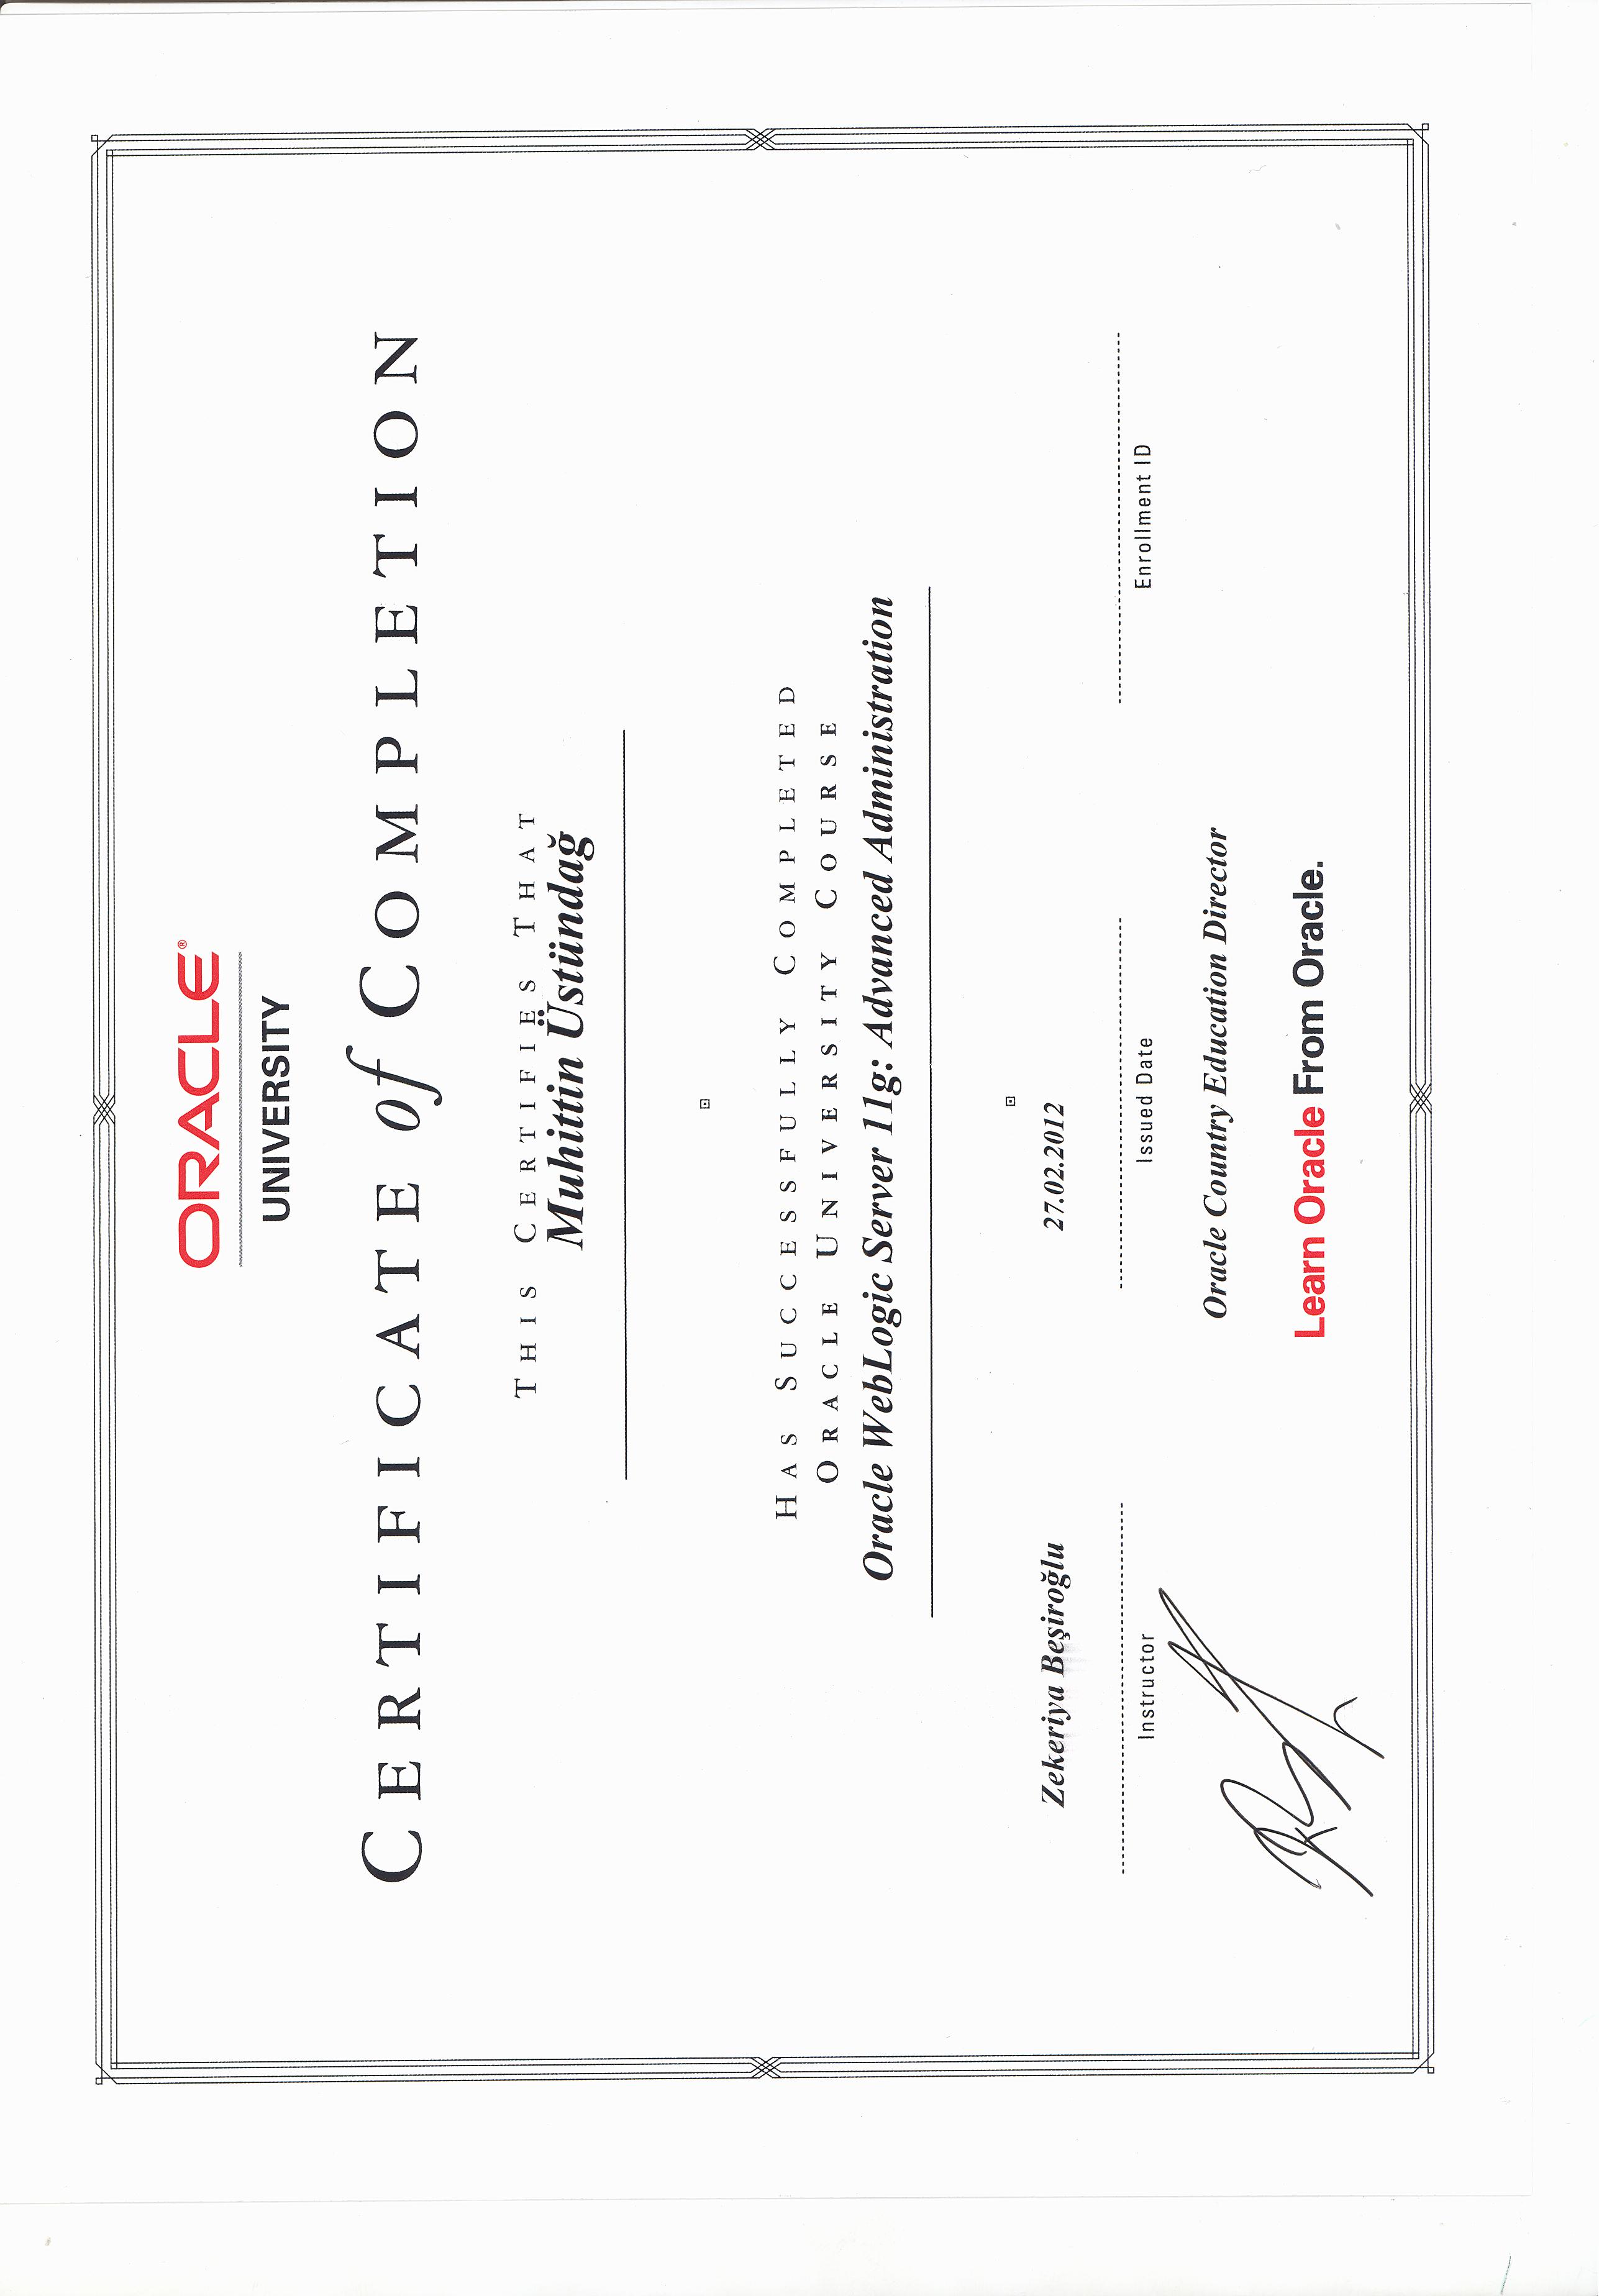 ORACLE®
UNIVERSITY
CERTIFICATE of COMPLETION
THIS CERTIFIES THAT
Muhittin Üstündağ
HAS SUCCESSFULLY COMPLETED
ORACLE UNIVERSITY COURSE
Oracle WebLogic Server 11g: Advanced Administration
Zekeriya Beşiroğlu
27.02.2012
Instructor
Issued Date
Enrollment ID
Oracle Country Education Director
Learn Oracle From Oracle.